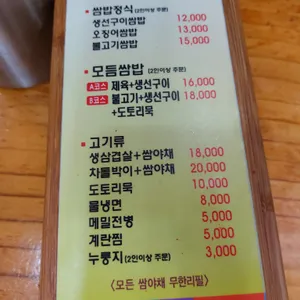 · 쌈밥정식 (2인이상 주문)
생선구이쌈밥 12,000
오징어쌈밥 13,000
불고기쌈밥 15,000
· 모듬쌈밥 (2인이상 주문)
A코스 제육+생선구이 16,000
B코스 불고기+생선구이 18,000
+도토리묵
· 고기류
생삼겹살+쌈야채 18,000
차돌박이+쌈야채 20,000
도토리묵 10,000
물냉면 8,000
메밀전병 5,000
계란찜 5,000
누룽지 (2인이상 주문) 3,000
<모든 쌈야채 무한리필>